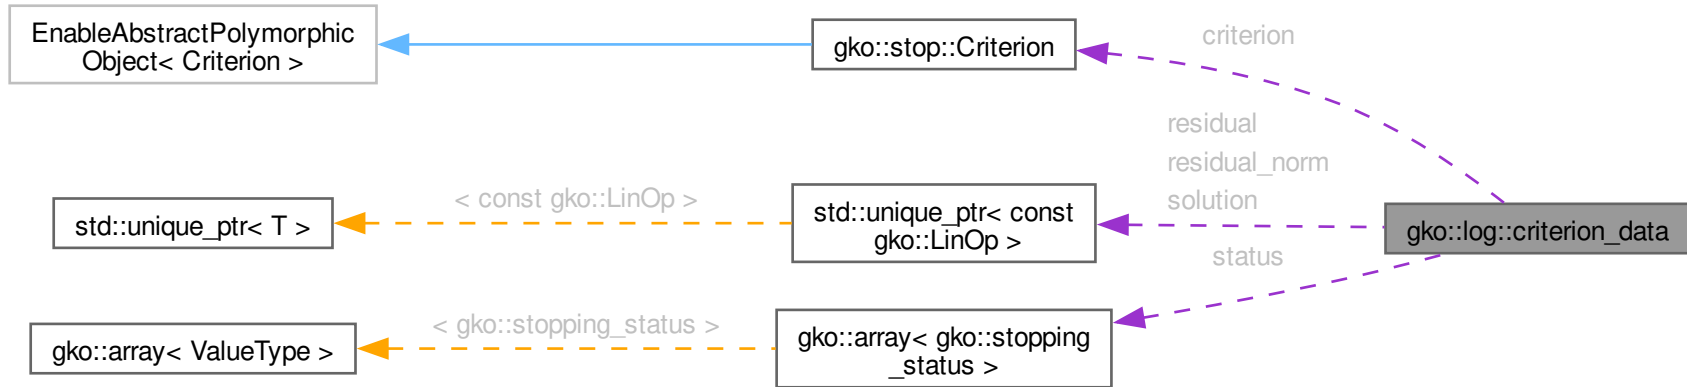 EnableAbstractPolymorphic
Object< Criterion >
gko::stop::Criterion
criterion
residual
residual_norm
solution
< const gko::LinOp >
std::unique_ptr< T >
std::unique_ptr< const
gko::LinOp >
gko::log::criterion_data
status
< gko::stopping_status >
gko::array< ValueType >
gko::array< gko::stopping
_status >